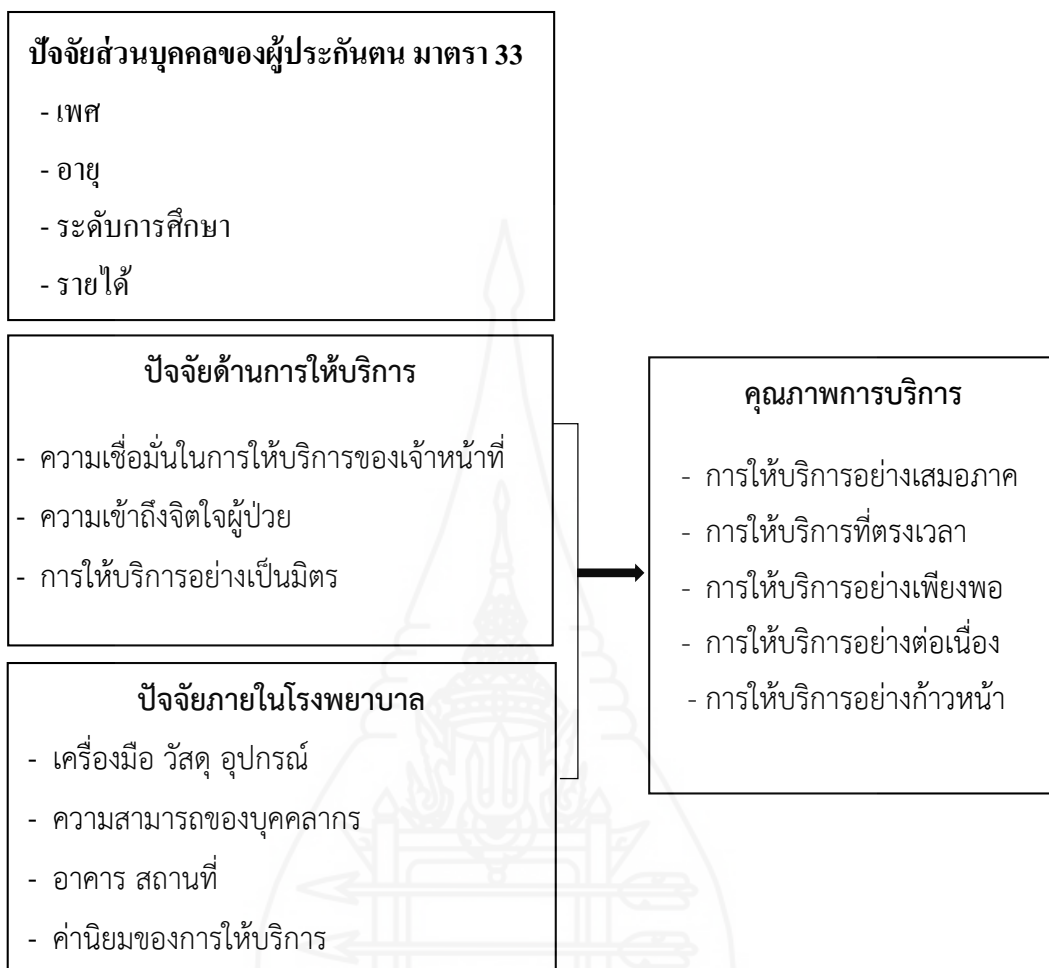 ปัจจัยส่วนบุคคลของผู้ประกันตน มาตรา 33
- เพศ
- อายุ
- ระดับการศึกษา
- รายได้
ปัจจัยด้านการให้บริการ
- ความเชื่อมั่นในการให้บริการของเจ้าหน้าที่
- ความเข้าถึงจิตใจผู้ป่วย
- การให้บริการอย่างเป็นมิตร
ปัจจัยภายในโรงพยาบาล
- เครื่องมือ วัสดุ อุปกรณ์
- ความสามารถของบุคคลากร
- อาคาร สถานที่
- ค่านิยมของการให้บริการ
คุณภาพการบริการ
- การให้บริการอย่างเสมอภาค
- การให้บริการที่ตรงเวลา
- การให้บริการอย่างเพียงพอ
- การให้บริการอย่างต่อเนื่อง
- การให้บริการอย่างก้าวหน้า